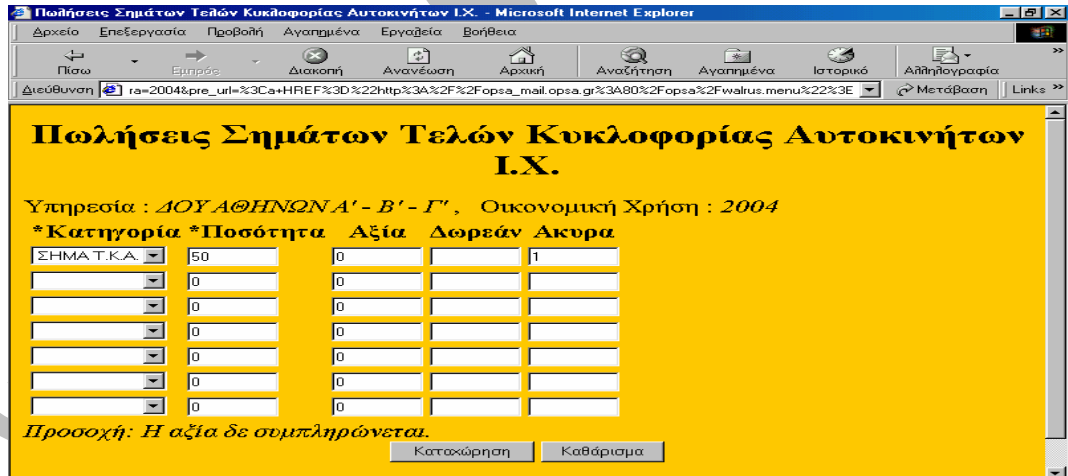 Πωλήσεις Σημάτων Τελών Κυκλοφορίας Αυτοκινήτων Ι.Χ. - Microsoft Internet Explorer
Αρχείο Επεξεργασία Προβολή Αγαπημένα Εργαλεία Βοήθεια
Πίσω Εμπρός Διακοπή Ανανέωση Αρχική Αναζήτηση Αγαπημένα Ιστορικό Αλληλογραφία »
Διεύθυνση ra=2004&pre_url=%3Ca+HREF%3D%22http%3A%2F%2Fopsa_mail.opsa.gr%3A80%2Fopsa%2Fwalrus.menu%22%3E Μετάβαση Links »
Πωλήσεις Σημάτων Τελών Κυκλοφορίας Αυτοκινήτων
Ι.Χ.
Υπηρεσία : ΔΟΥ ΑΘΗΝΩΝ Α' - Β' - Γ' , Οικονομική Χρήση : 2004
*Κατηγορία *Ποσότητα Αξία Δωρεάν Ακυρα
ΣΗΜΑ Τ.Κ.Α. 50 0 1
0 0
0 0
0 0
0 0
0 0
0 0
Προσοχή: Η αξία δε συμπληρώνεται.
Καταχώρηση Καθάρισμα